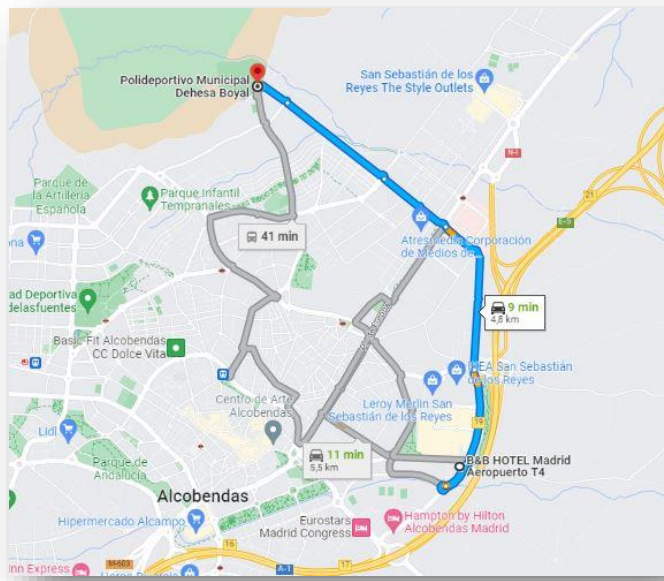 Polideportivo Municipal
Dehesa Boyal
San Sebastián de los
Reyes The Style Outlets
N-I
Parque de
la Artillería
Española
Parque Infantil
Tempranales
21
E-5
41 min
Atresmedia Corporación
de Medios de
ad Deportiva
delasfuentes
9 min
4,8 km
Basic Fit Alcobendas
CC Dolce Vita
IKEA San Sebastián
de los Reyes
Centro de Arte
Alcobendas
Leroy Merlin San
Sebastián de los Reyes
19
Lidl
11 min
5,5 km
B&B HOTEL Madrid
Aeropuerto T4
Parque de
Andalucía
Alcobendas
Hipermercado Alcampo
Eurostars
Madrid Congress
Hampton by Hilton
Alcobendas Madrid
16
17
M-603
A-1
nn Express